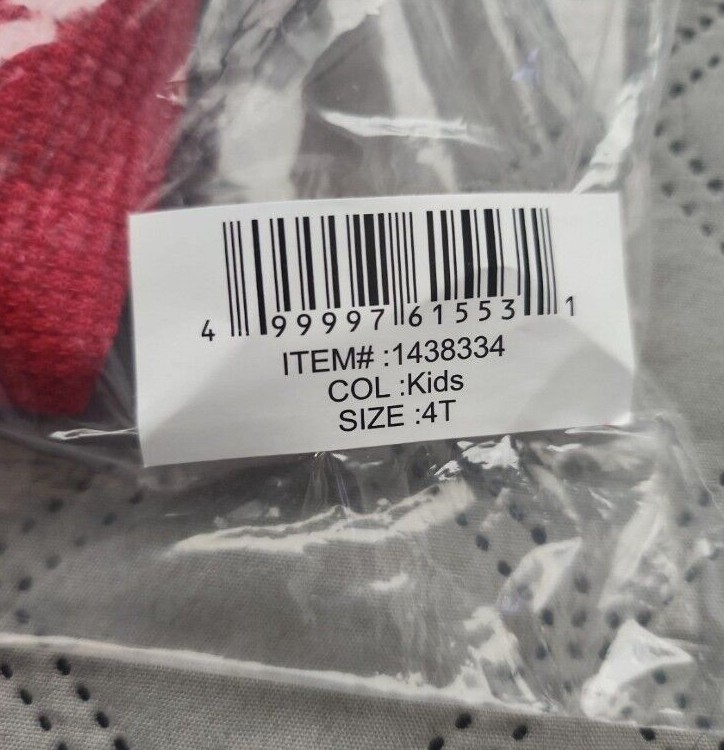 4 99997 61553 1
ITEM# :1438334
COL :Kids
SIZE :4T